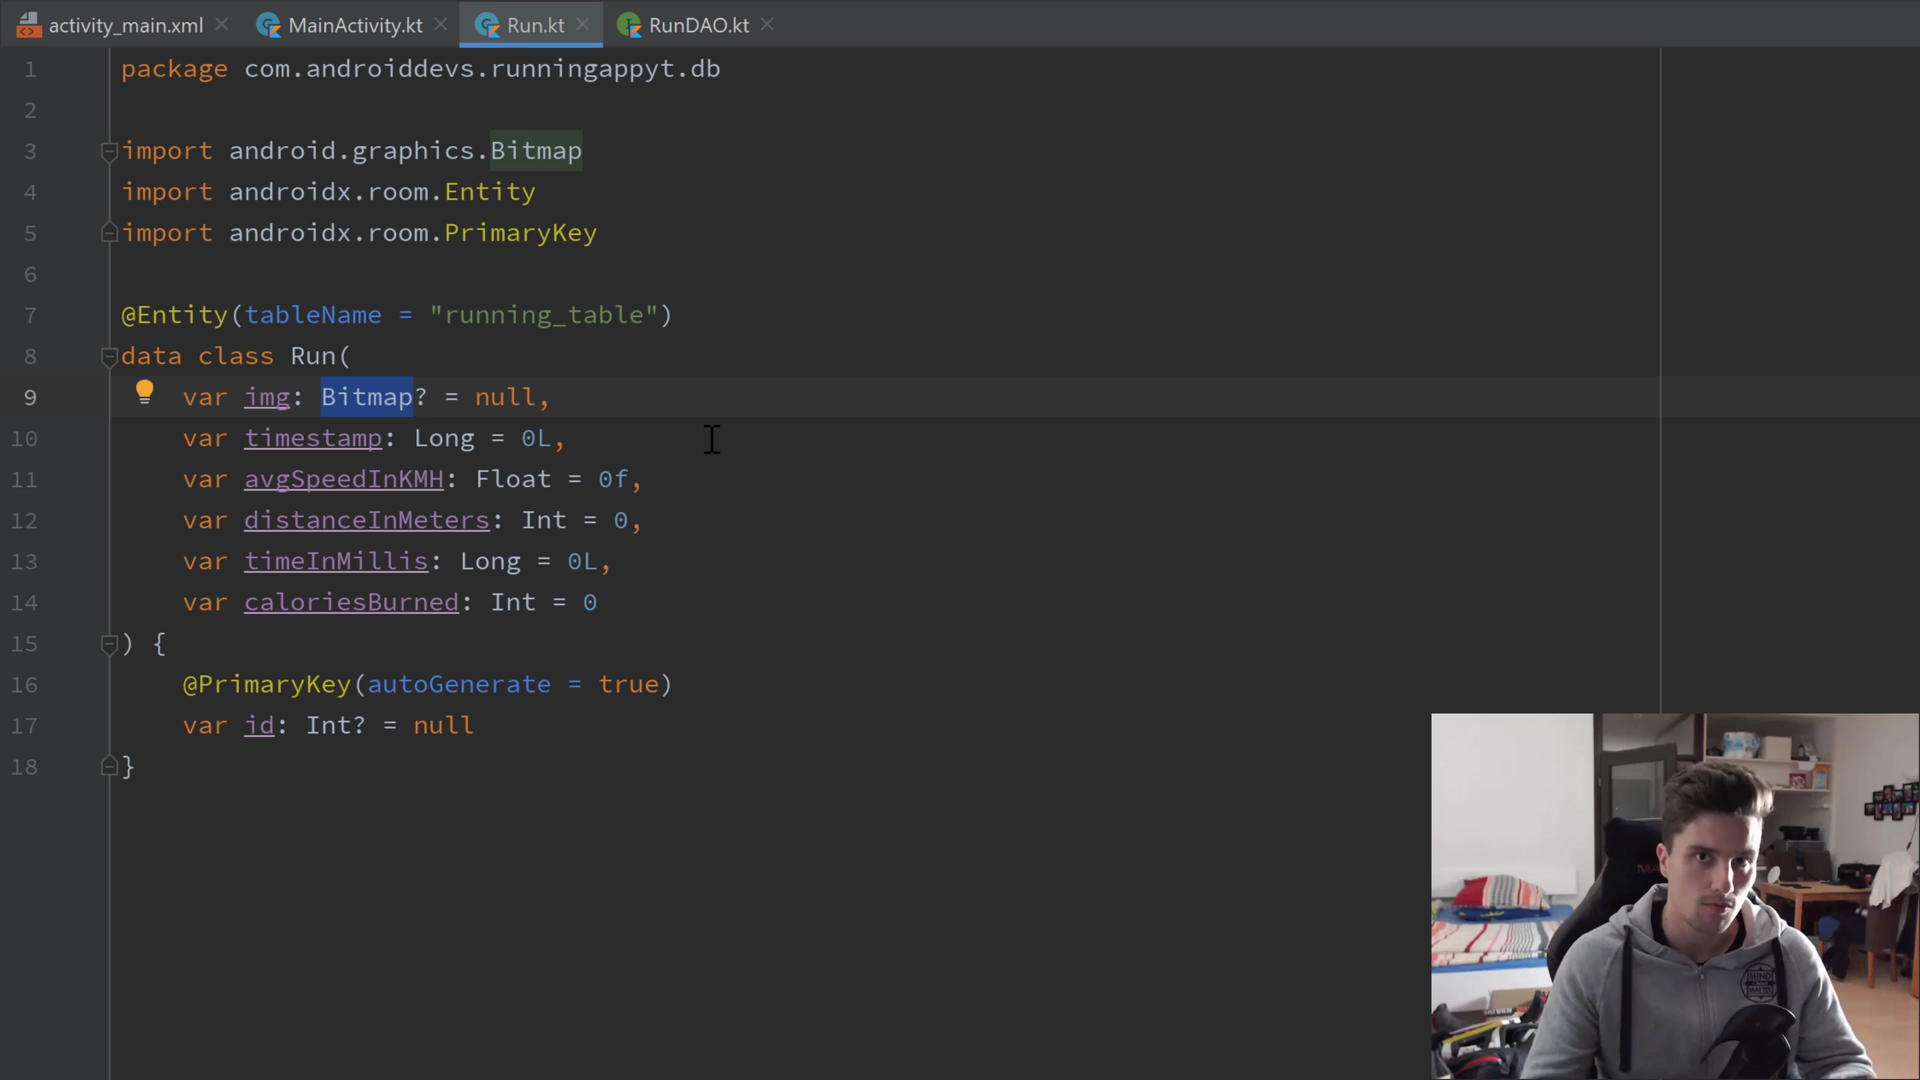 activity_main.xml
MainActivity.kt
Run.kt
RunDAO.kt
1 package com.androiddevs.runningappyt.db
2
3 import android.graphics.Bitmap
4 import androidx.room.Entity
5 import androidx.room.PrimaryKey
6
7 @Entity(tableName = "running_table")
8 data class Run(
9 var img: Bitmap? = null,
10 var timestamp: Long = 0L,
11 var avgSpeedInKMH: Float = 0f,
12 var distanceInMeters: Int = 0,
13 var timeInMillis: Long = 0L,
14 var caloriesBurned: Int = 0
15 ) {
16 @PrimaryKey(autoGenerate = true)
17 var id: Int? = null
18 }
MIND
MATTER